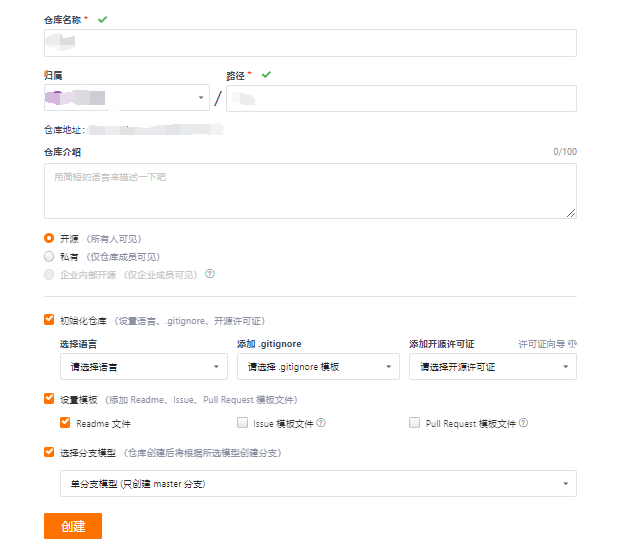 仓库名称 *
归属
路径 *
/
仓库地址:
仓库介绍 0/100
用简短的语言来描述一下吧
开源 (所有人可见)
私有 (仅仓库成员可见)
企业内部开源 (仅企业成员可见) ?
初始化仓库 (设置语言、.gitignore、开源许可证)
选择语言 添加 .gitignore 添加开源许可证 许可证向导
请选择语言 请选择 .gitignore 模板 请选择开源许可证
设置模板 (添加 Readme、Issue、Pull Request 模板文件)
Readme 文件 Issue 模板文件 ? Pull Request 模板文件 ?
选择分支模型 (仓库创建后将根据所选模型创建分支)
单分支模型 (只创建 master 分支)
创建